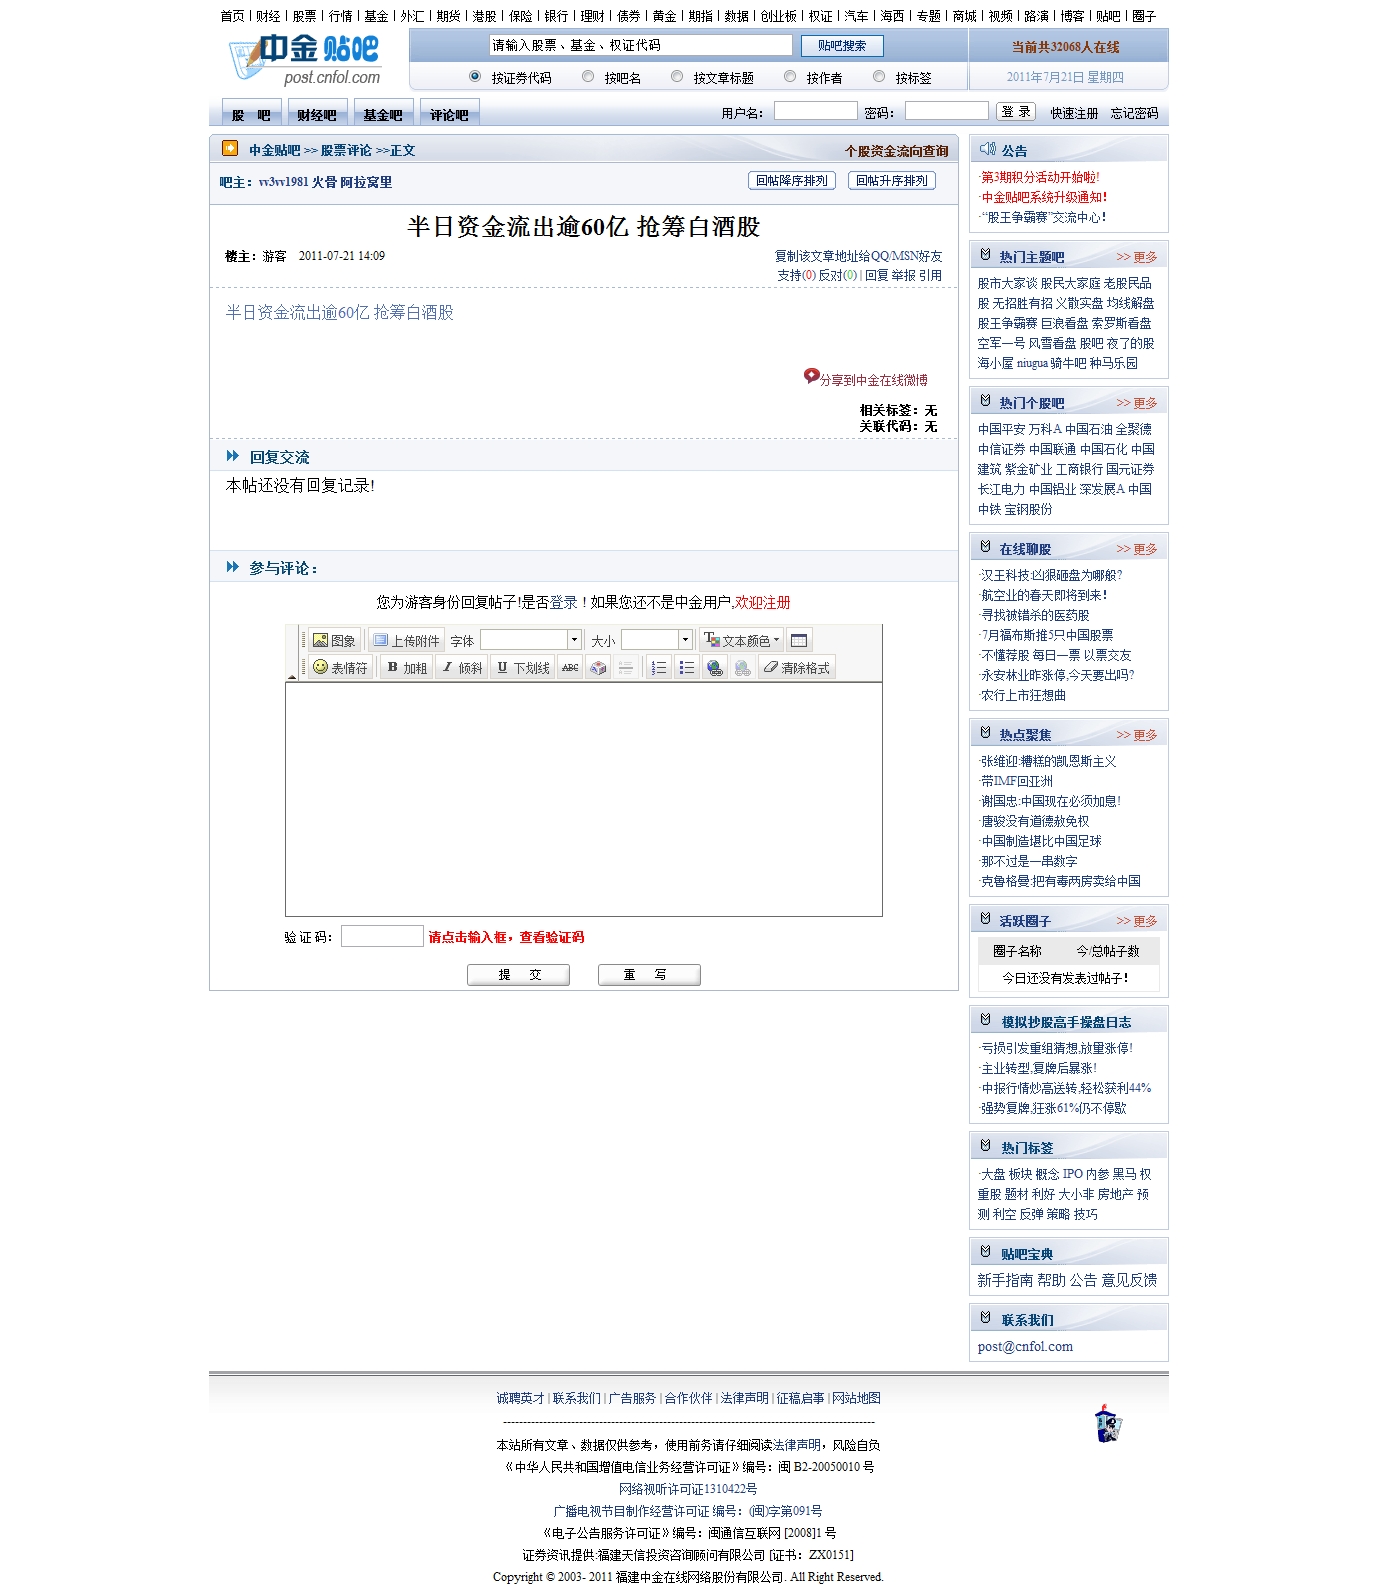 首页 | 财经 | 股票 | 行情 | 基金 | 外汇 | 期货 | 港股 | 保险 | 银行 | 理财 | 债券 | 黄金 | 期指 | 数据 | 创业板 | 权证 | 汽车 | 海西 | 专题 | 商城 | 视频 | 路演 | 博客 | 贴吧 | 圈子
中金贴吧
post.cnfol.com
请输入股票、基金、权证代码 贴吧搜索
按证券代码 按吧名 按文章标题 按作者 按标签
当前共32068人在线
2011年7月21日 星期四
股 吧 财经吧 基金吧 评论吧
用户名： 密码： 登 录 快速注册 忘记密码
中金贴吧 >> 股票评论 >>正文 个股资金流向查询
吧主：vv3vv1981 火骨 阿拉窝里 回帖降序排列 回帖升序排列
半日资金流出逾60亿 抢筹白酒股
楼主：游客 2011-07-21 14:09 复制该文章地址给QQ/MSN好友
支持(0) 反对(0) | 回复 举报 引用
半日资金流出逾60亿 抢筹白酒股
分享到中金在线微博
相关标签：无
关联代码：无
回复交流
本帖还没有回复记录!
参与评论：
您为游客身份回复帖子!是否登录！如果您还不是中金用户,欢迎注册
图象 上传附件 字体 大小 文本颜色
表情符 B 加粗 I 倾斜 U 下划线 ABC 清除格式
验 证 码： 请点击输入框，查看验证码
提 交 重 写
公告
·第3期积分活动开始啦!
·中金贴吧系统升级通知！
·“股王争霸赛”交流中心！
热门主题吧 >> 更多
股市大家谈 股民大家庭 老股民品
股 无招胜有招 义散实盘 均线解盘
股王争霸赛 巨浪看盘 索罗斯看盘
空军一号 风雪看盘 股吧 夜了的股
海小屋 niugua 骑牛吧 种马乐园
热门个股吧 >> 更多
中国平安 万科A 中国石油 全聚德
中信证券 中国联通 中国石化 中国
建筑 紫金矿业 工商银行 国元证券
长江电力 中国铝业 深发展A 中国
中铁 宝钢股份
在线聊股 >> 更多
·汉王科技:凶狠砸盘为哪般?
·航空业的春天即将到来！
·寻找被错杀的医药股
·7月福布斯推5只中国股票
·不懂荐股 每日一票 以票交友
·永安林业昨涨停,今天要出吗?
·农行上市狂想曲
热点聚焦 >> 更多
·张维迎:糟糕的凯恩斯主义
·带IMF回亚洲
·谢国忠:中国现在必须加息!
·唐骏没有道德赦免权
·中国制造堪比中国足球
·那不过是一串数字
·克鲁格曼:把有毒两房卖给中国
活跃圈子 >> 更多
圈子名称 今/总帖子数
今日还没有发表过帖子！
模拟抄股高手操盘日志
·亏损引发重组猜想,放量涨停!
·主业转型,复牌后暴涨!
·中报行情炒高送转,轻松获利44%
·强势复牌,狂涨61%仍不停歇
热门标签
·大盘 板块 概念 IPO 内参 黑马 权
重股 题材 利好 大小非 房地产 预
测 利空 反弹 策略 技巧
贴吧宝典
新手指南 帮助 公告 意见反馈
联系我们
post@cnfol.com
诚聘英才 | 联系我们 | 广告服务 | 合作伙伴 | 法律声明 | 征稿启事 | 网站地图
---------------------------------------------------------------------------------------------
本站所有文章、数据仅供参考，使用前务请仔细阅读法律声明，风险自负
《中华人民共和国增值电信业务经营许可证》编号：闽 B2-20050010 号
网络视听许可证1310422号
广播电视节目制作经营许可证 编号：(闽)字第091号
《电子公告服务许可证》编号：闽通信互联网 [2008]1 号
证券资讯提供:福建天信投资咨询顾问有限公司 [证书：ZX0151]
Copyright © 2003- 2011 福建中金在线网络股份有限公司. All Right Reserved.